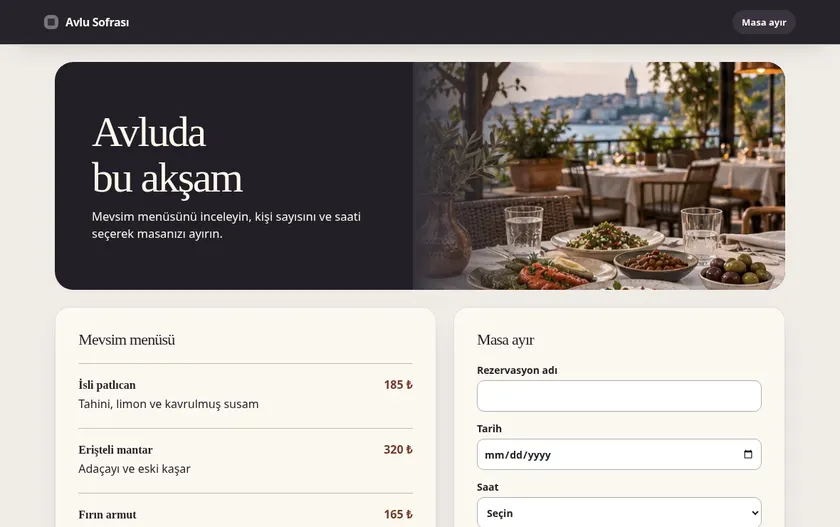 Avlu Sofrası
Masa ayır
Avluda
bu akşam
Mevsim menüsünü inceleyin, kişi sayısını ve saati
seçerek masanızı ayırın.
Mevsim menüsü
İsli patlıcan
185 ₺
Tahini, limon ve kavrulmuş susam
Erişteli mantar
320 ₺
Adaçayı ve eski kaşar
Fırın armut
165 ₺
Masa ayır
Rezervasyon adı
Tarih
mm/dd/yyyy
Saat
Seçin